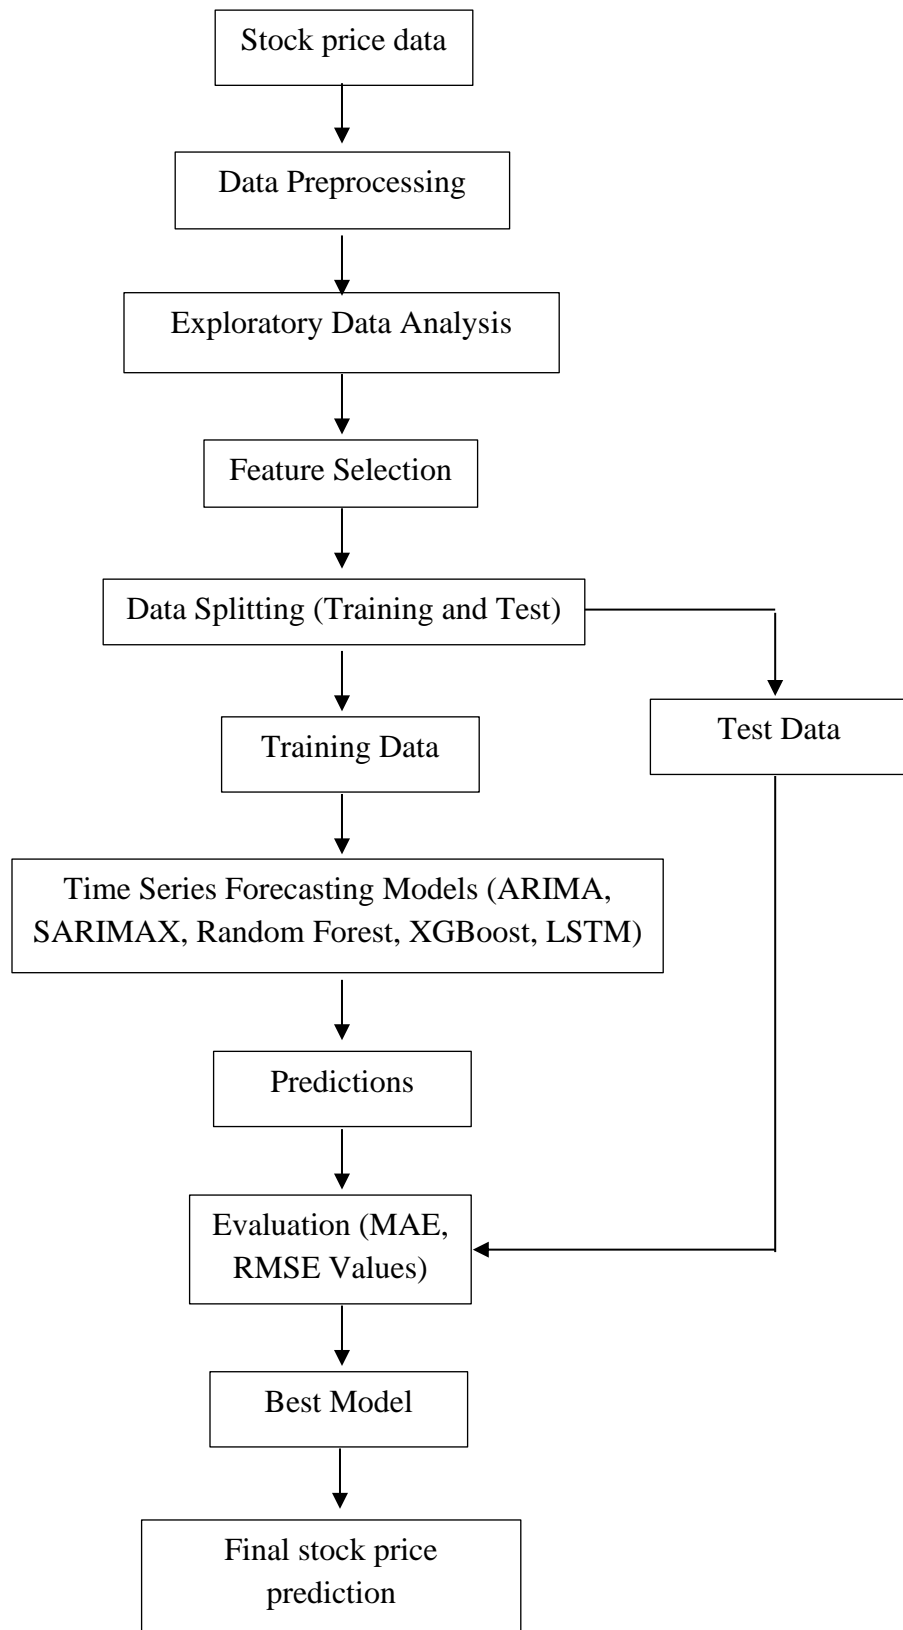 Stock price data
Data Preprocessing
Exploratory Data Analysis
Feature Selection
Data Splitting (Training and Test)
Test Data
Training Data
Time Series Forecasting Models (ARIMA,
SARIMAX, Random Forest, XGBoost, LSTM)
Predictions
Evaluation (MAE,
RMSE Values)
Best Model
Final stock price
prediction